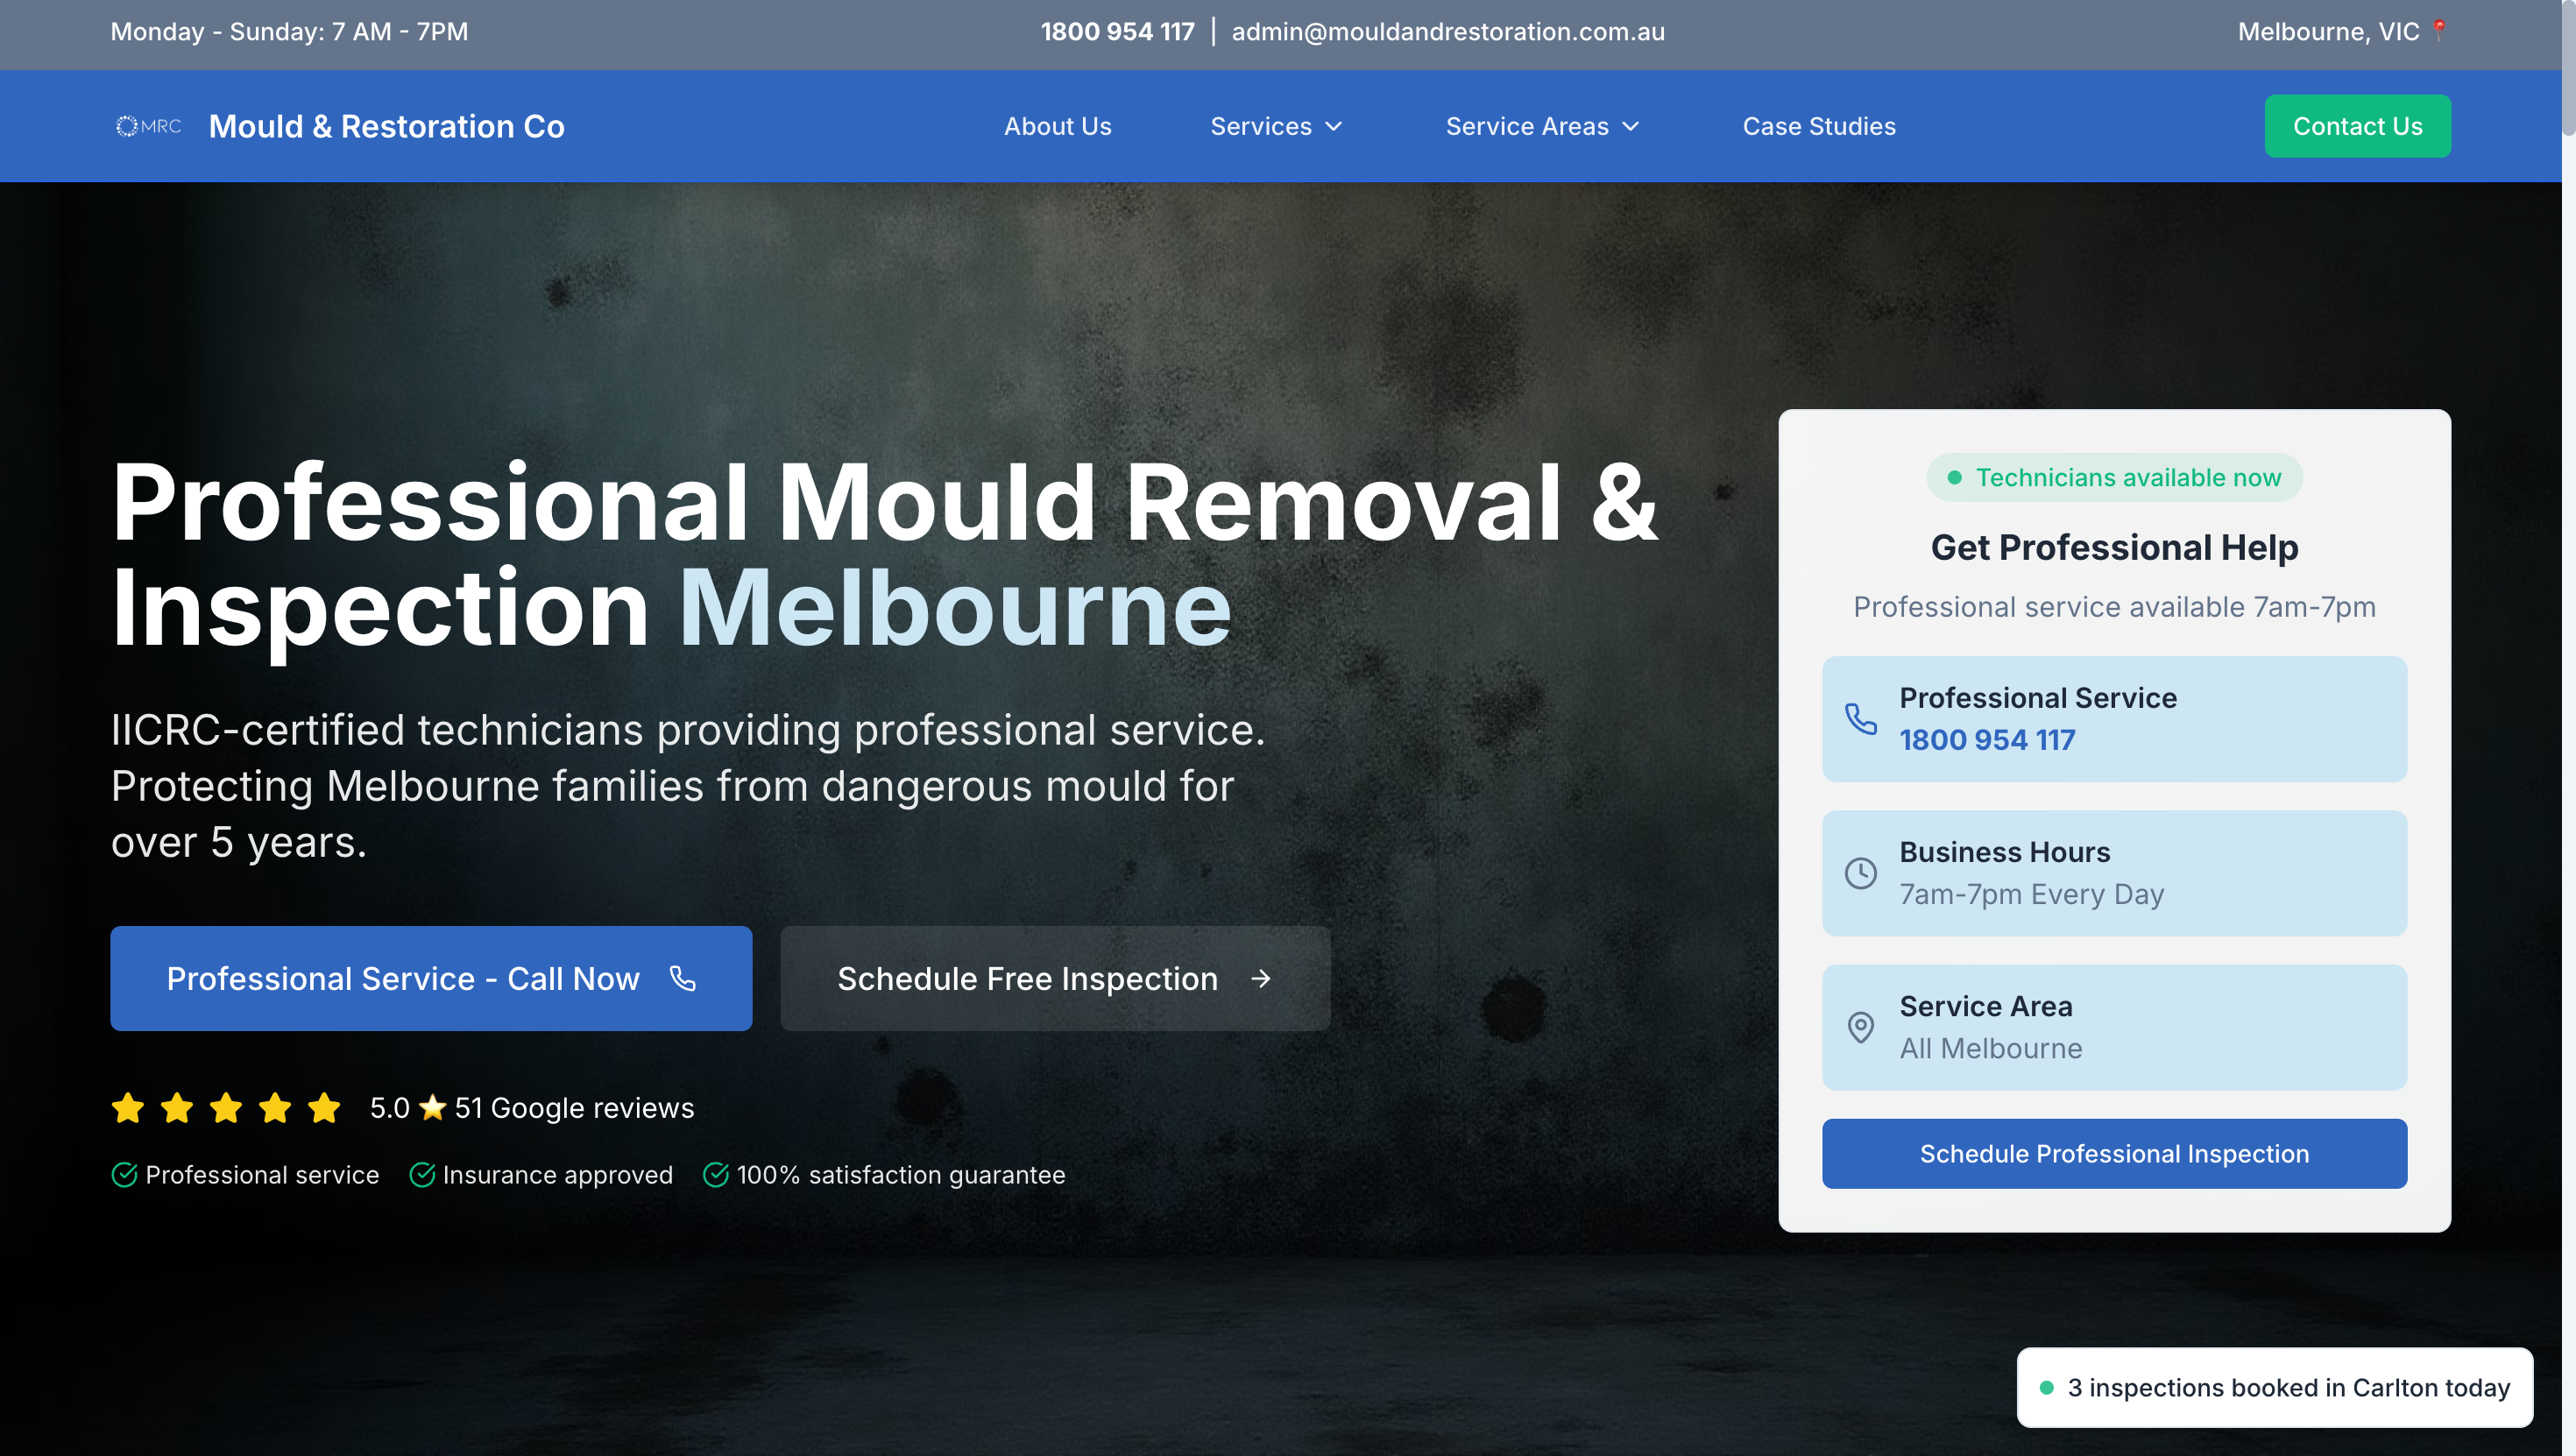 Monday - Sunday: 7 AM - 7PM
1800 954 117 | admin@mouldandrestoration.com.au
Melbourne, VIC 📍
MRC
Mould & Restoration Co
About Us
Services
Service Areas
Case Studies
Contact Us
Professional Mould Removal &
Inspection Melbourne
IICRC-certified technicians providing professional service.
Protecting Melbourne families from dangerous mould for
over 5 years.
Professional Service - Call Now
Schedule Free Inspection →
5.0 ⭐ 51 Google reviews
Professional service
Insurance approved
100% satisfaction guarantee
Technicians available now
Get Professional Help
Professional service available 7am-7pm
Professional Service
1800 954 117
Business Hours
7am-7pm Every Day
Service Area
All Melbourne
Schedule Professional Inspection
3 inspections booked in Carlton today